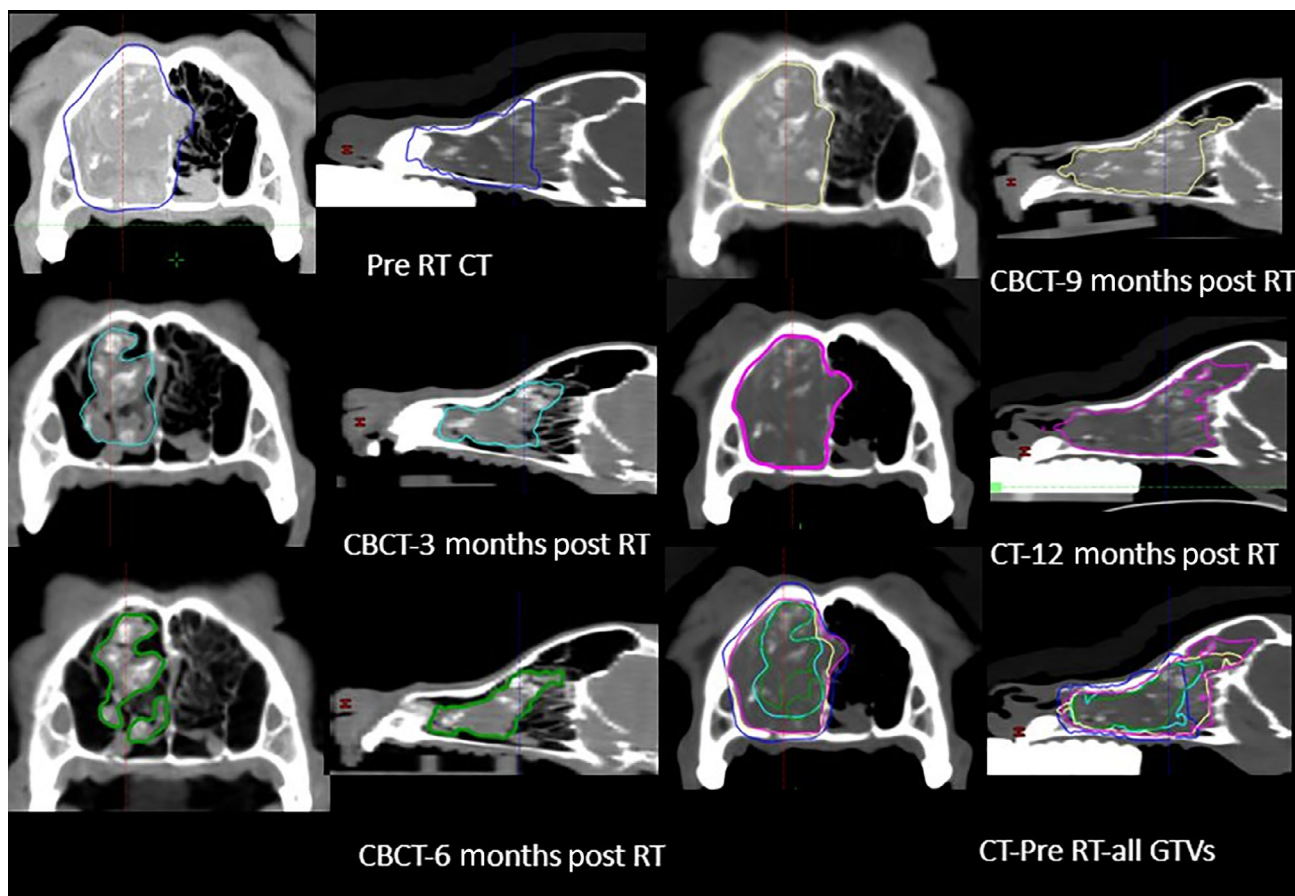 Pre RT CT
CBCT-9 months post RT
CBCT-3 months post RT
CT-12 months post RT
CBCT-6 months post RT
CT-Pre RT-all GTVs